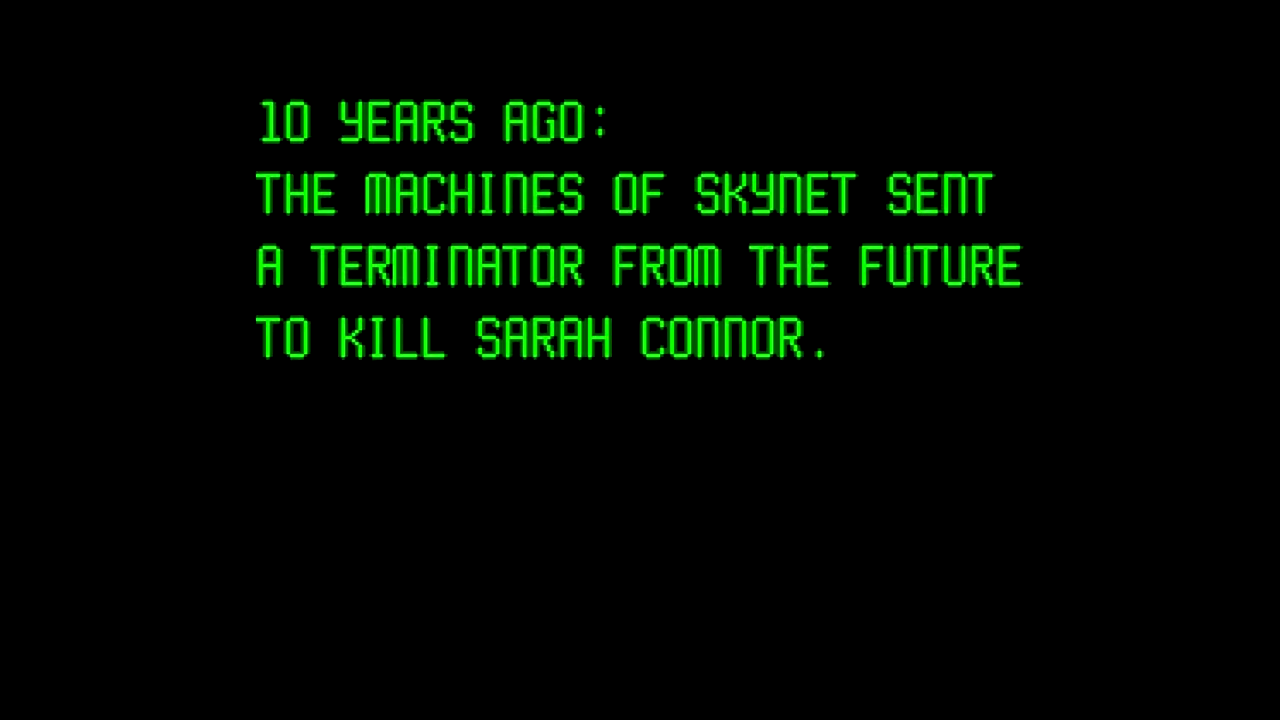 10 YEARS AGO:
THE MACHINES OF SKYNET SENT
A TERMINATOR FROM THE FUTURE
TO KILL SARAH CONNOR.